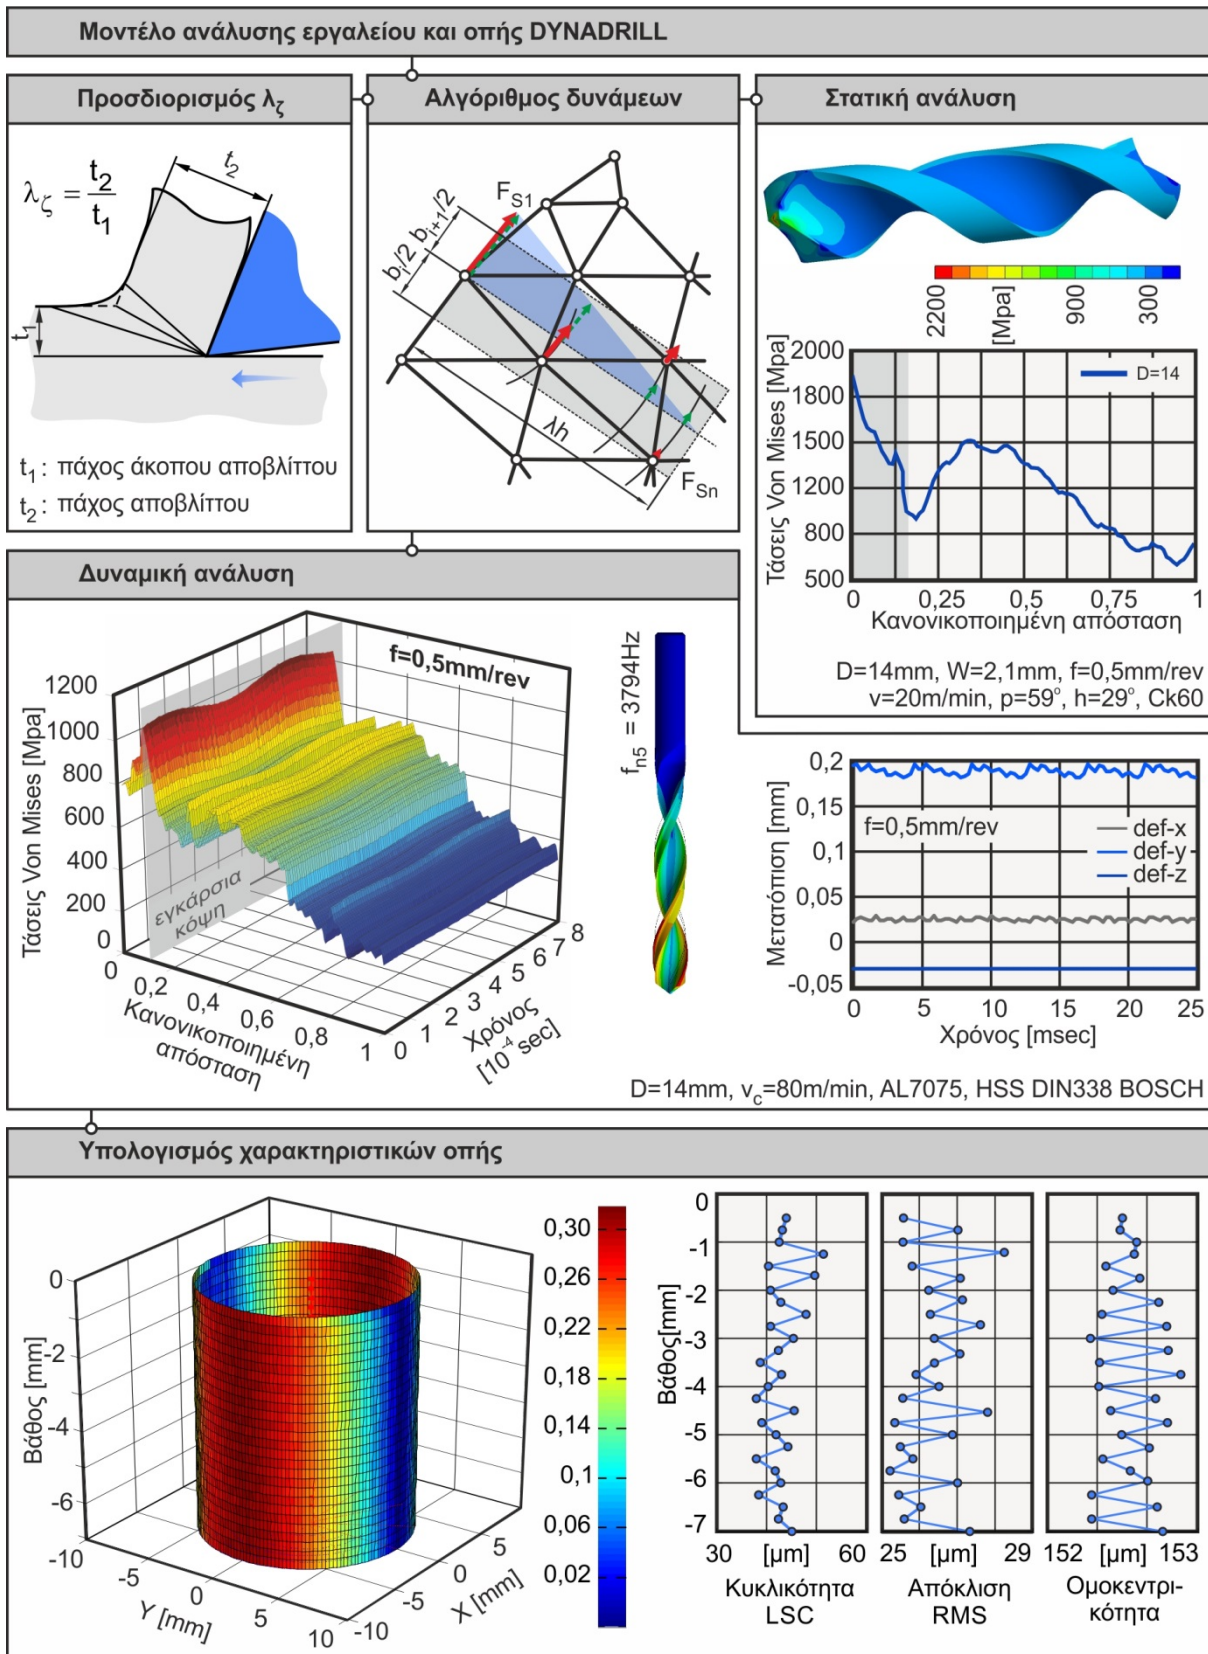 Μοντέλο ανάλυσης εργαλείου και οπής DYNADRILL
Προσδιορισμός λζ
λζ = t2/t1
t2
t1
t1 : πάχος άκοπου αποβλίττου
t2 : πάχος αποβλίττου
Αλγόριθμος δυνάμεων
FS1
bi+1/2
bi/2
λh
FSn
Στατική ανάλυση
2200
[Mpa]
900
300
Τάσεις Von Mises [Mpa]
2000
1800
1500
1200
800
500
D=14
0 0,25 0,5 0,75 1
Κανονικοποιημένη απόσταση
D=14mm, W=2,1mm, f=0,5mm/rev
v=20m/min, p=59°, h=29°, Ck60
Δυναμική ανάλυση
f=0,5mm/rev
Τάσεις Von Mises [Mpa]
1200
1000
800
600
400
200
0
εγκάρσια
κόψη
0 0,2 0,4 0,6 0,8 1
Κανονικοποιημένη
απόσταση
0 1 2 3 4 5 6 7 8
Χρόνος
[10-4 sec]
fn5 = 3794Hz
Μετατόπιση [mm]
0,2
0,15
0,1
0,05
0
-0,05
f=0,5mm/rev
def-x
def-y
def-z
0 5 10 15 20 25
Χρόνος [msec]
D=14mm, vc=80m/min, AL7075, HSS DIN338 BOSCH
Υπολογισμός χαρακτηριστικών οπής
Βάθος [mm]
0
-2
-4
-6
-10 -5 0 5 10
Y [mm]
-10 -5 0 5
X [mm]
0,30
0,26
0,22
0,18
0,14
0,1
0,06
0,02
Βάθος[mm]
0
-1
-2
-3
-4
-5
-6
-7
30 [μm] 60
Κυκλικότητα
LSC
25 [μm] 29
Απόκλιση
RMS
152 [μm] 153
Ομοκεντρι-
κότητα